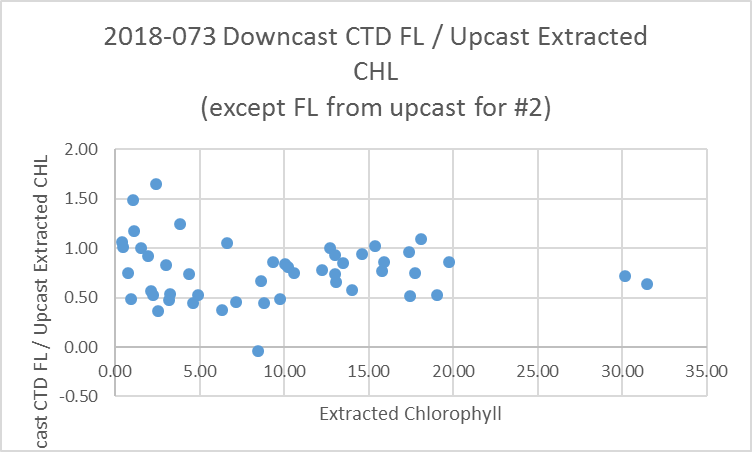 2018-073 Downcast CTD FL / Upcast Extracted
CHL
(except FL from upcast for #2)
cast CTD FL / Upcast Extracted CHL
2.00
1.50
1.00
0.50
0.00
-0.50
0.00 5.00 10.00 15.00 20.00 25.00 30.00 35.00
Extracted Chlorophyll